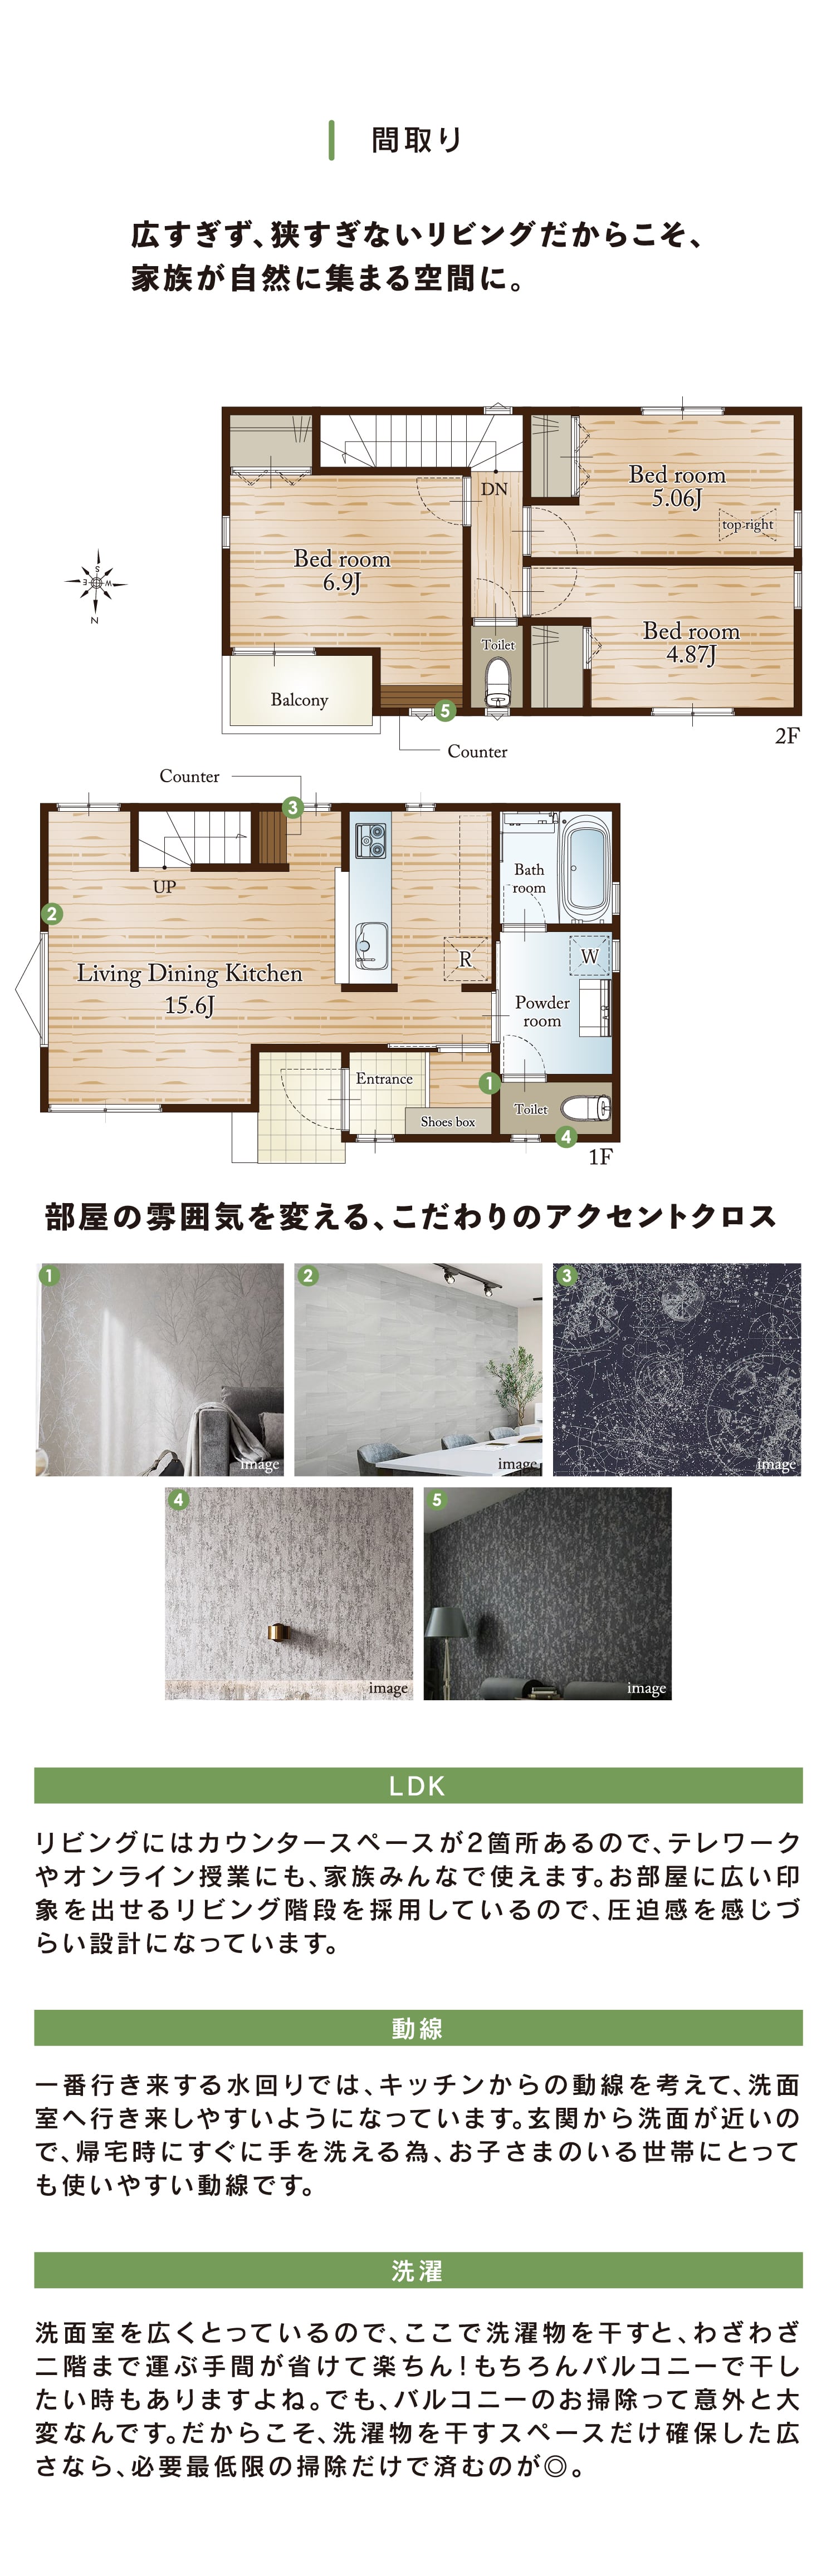 間取り
広すぎず、狭すぎないリビングだからこそ、
家族が自然に集まる空間に。
DN
Bed room
5.06J
top right
Bed room
6.9J
S
E
W
N
Bed room
4.87J
Toilet
Balcony
5
2F
Counter
Counter
3
UP
Bath
room
2
R
W
Living Dining Kitchen
15.6J
Powder
room
Entrance
1
Shoes box
Toilet
4
1F
部屋の雰囲気を変える、こだわりのアクセントクロス
1
image
2
image
3
image
4
image
5
image
LDK
リビングにはカウンタースペースが2箇所あるので、テレワーク
やオンライン授業にも、家族みんなで使えます。お部屋に広い印
象を出せるリビング階段を採用しているので、圧迫感を感じづ
らい設計になっています。
動線
一番行き来する水回りでは、キッチンからの動線を考えて、洗面
室へ行き来しやすいようになっています。玄関から洗面が近いの
で、帰宅時にすぐに手を洗える為、お子さまのいる世帯にとって
も使いやすい動線です。
洗濯
洗面室を広くとっているので、ここで洗濯物を干すと、わざわざ
二階まで運ぶ手間が省けて楽ちん！もちろんバルコニーで干し
たい時もありますよね。でも、バルコニーのお掃除って意外と大
変なんです。だからこそ、洗濯物を干すスペースだけ確保した広
さなら、必要最低限の掃除だけで済むのが◎。